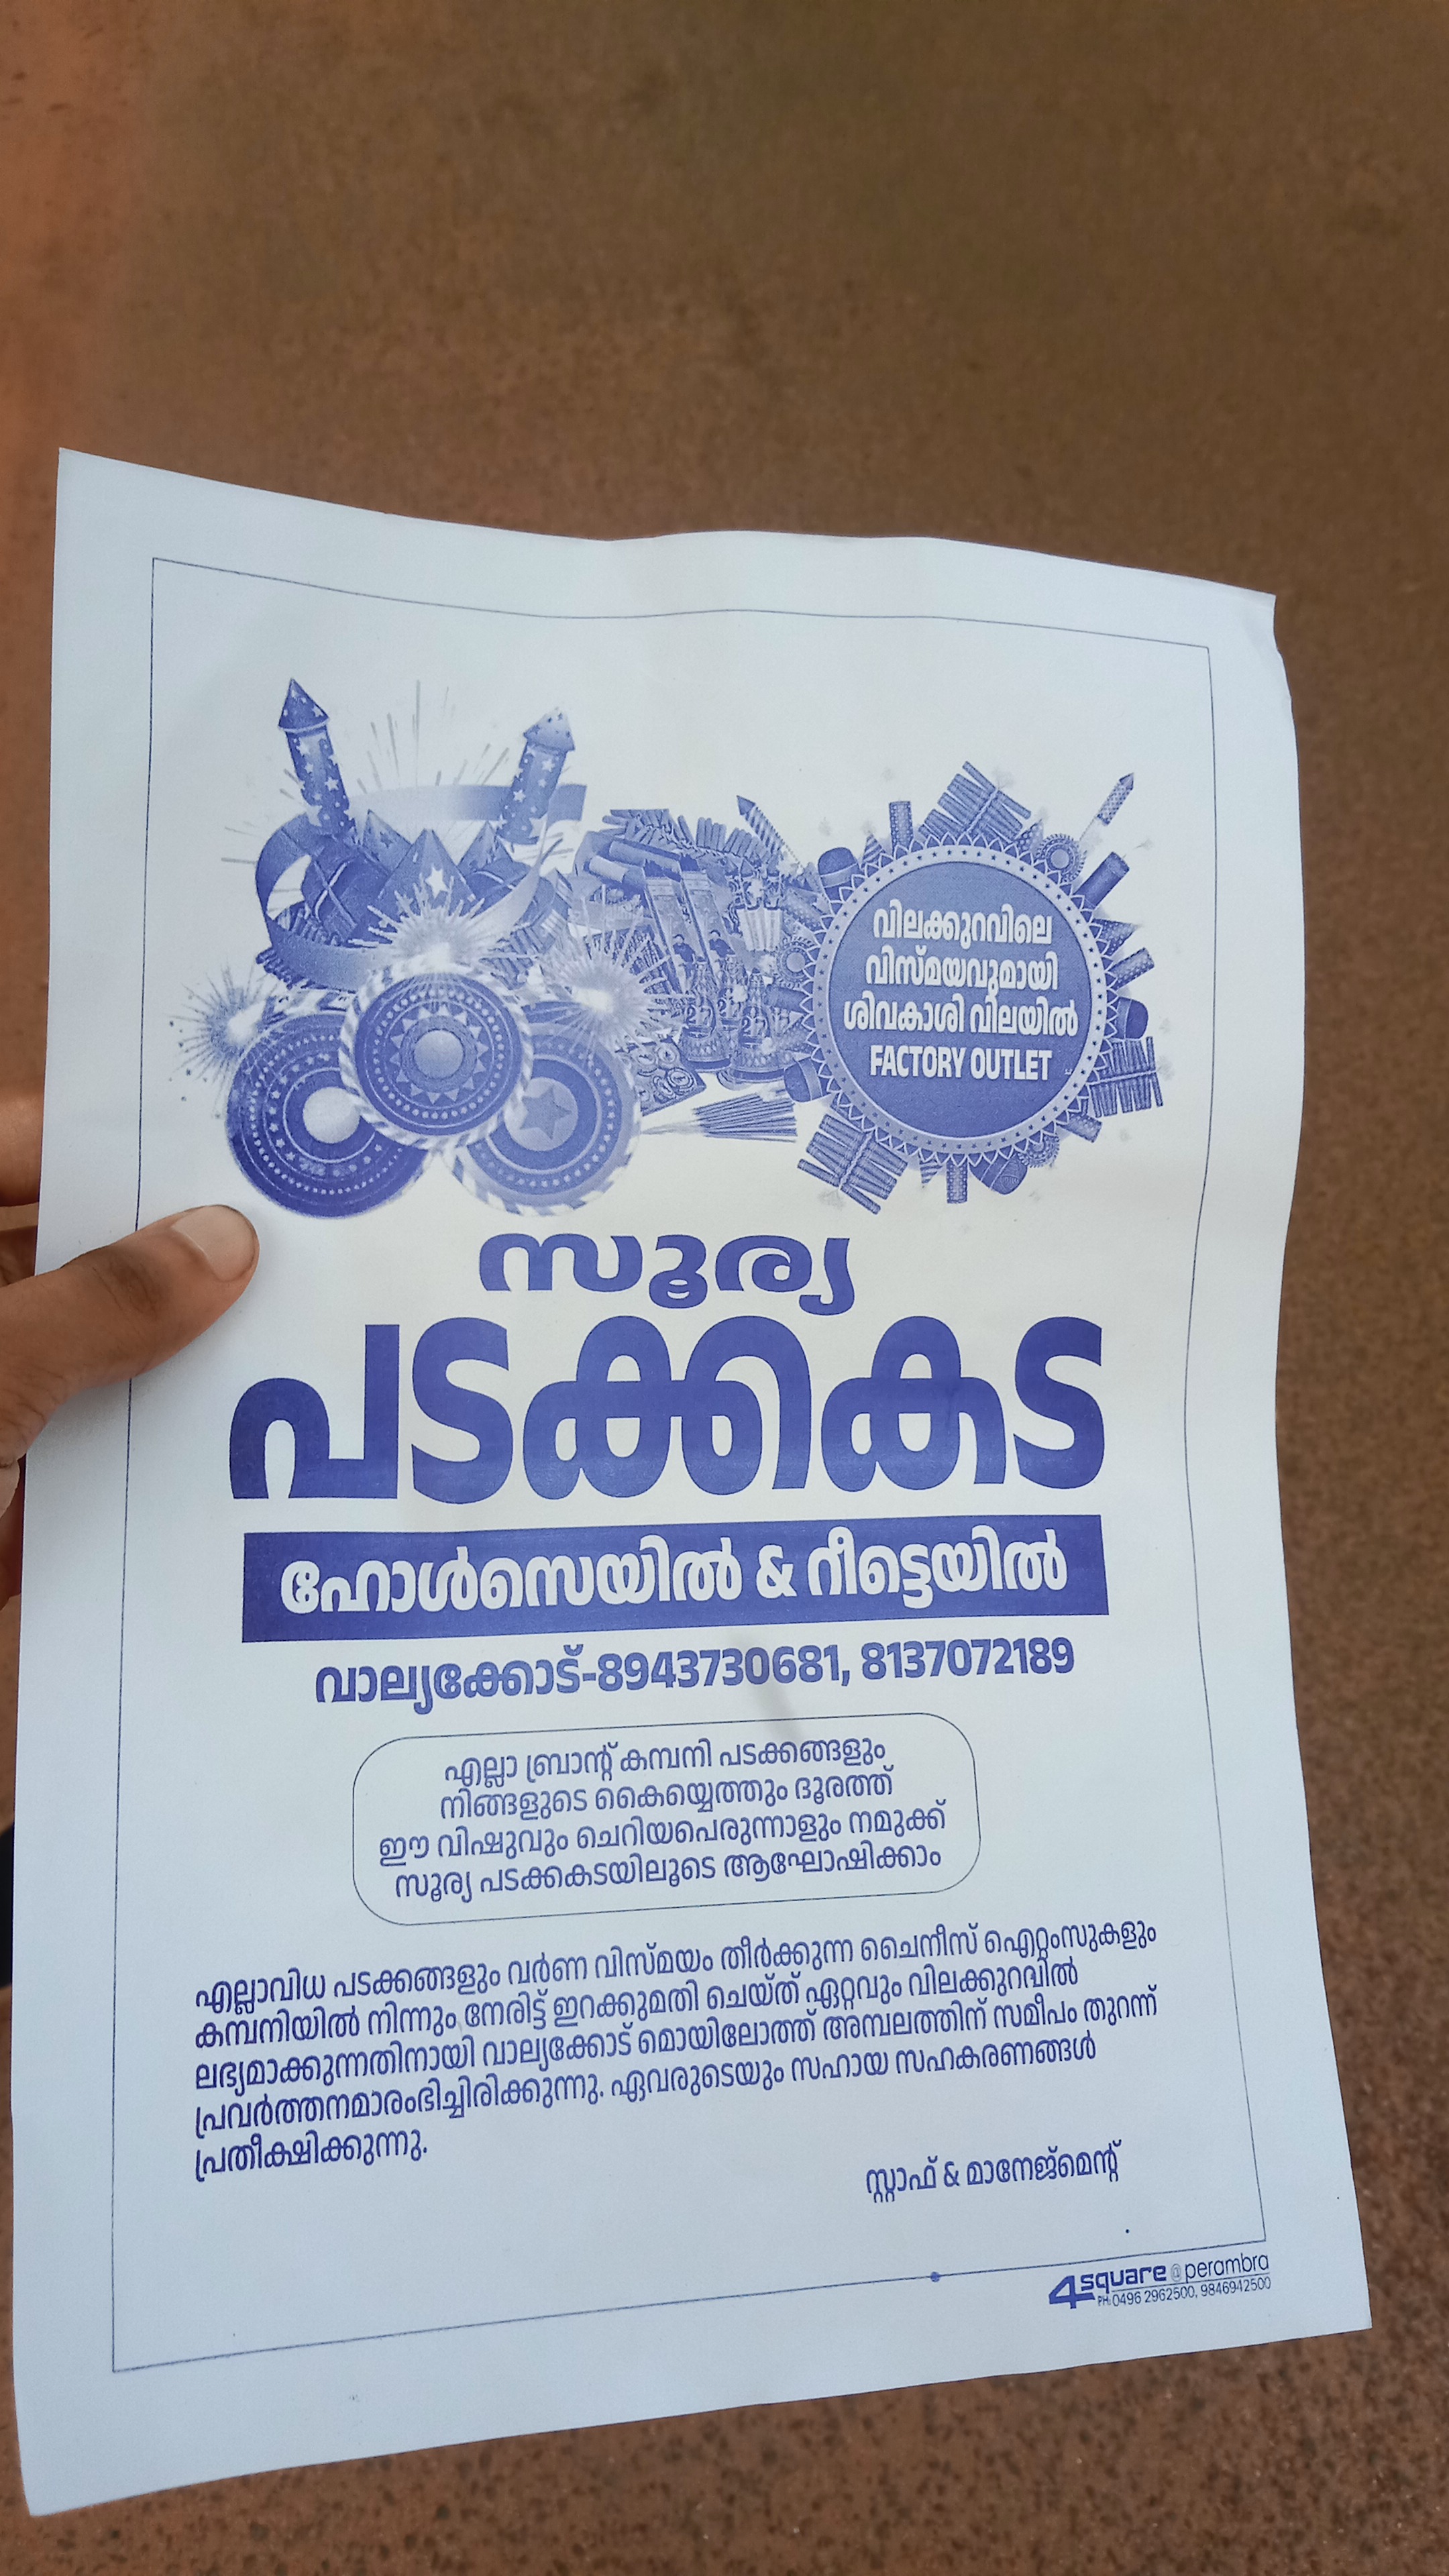 വിലക്കുറവിലെ
വിസ്മയവുമായി
ശിവകാശി വിലയിൽ
FACTORY OUTLET
സൂര്യ
പടക്കകട
ഹോൾസെയിൽ & റീട്ടെയിൽ
വാല്യക്കോട്-8943730681, 8137072189
എല്ലാ ബ്രാന്റ് കമ്പനി പടക്കങ്ങളും
നിങ്ങളുടെ കൈയ്യെത്തും ദൂരത്ത്
ഈ വിഷുവും ചെറിയപെരുന്നാളും നമുക്ക്
സൂര്യ പടക്കകടയിലൂടെ ആഘോഷിക്കാം
എല്ലാവിധ പടക്കങ്ങളും വർണ വിസ്മയം തീർക്കുന്ന ചൈനീസ് ഐറ്റംസുകളും
കമ്പനിയിൽ നിന്നും നേരിട്ട് ഇറക്കുമതി ചെയ്ത് ഏറ്റവും വിലക്കുറവിൽ
ലഭ്യമാക്കുന്നതിനായി വാല്യക്കോട് മൊയിലോത്ത് അമ്പലത്തിന് സമീപം തുറന്ന്
പ്രവർത്തനമാരംഭിച്ചിരിക്കുന്നു. ഏവരുടെയും സഹായ സഹകരണങ്ങൾ
പ്രതീക്ഷിക്കുന്നു.
സ്റ്റാഫ് & മാനേജ്മെന്റ്
4square@perambra
PH:0496 2962500, 9846942500